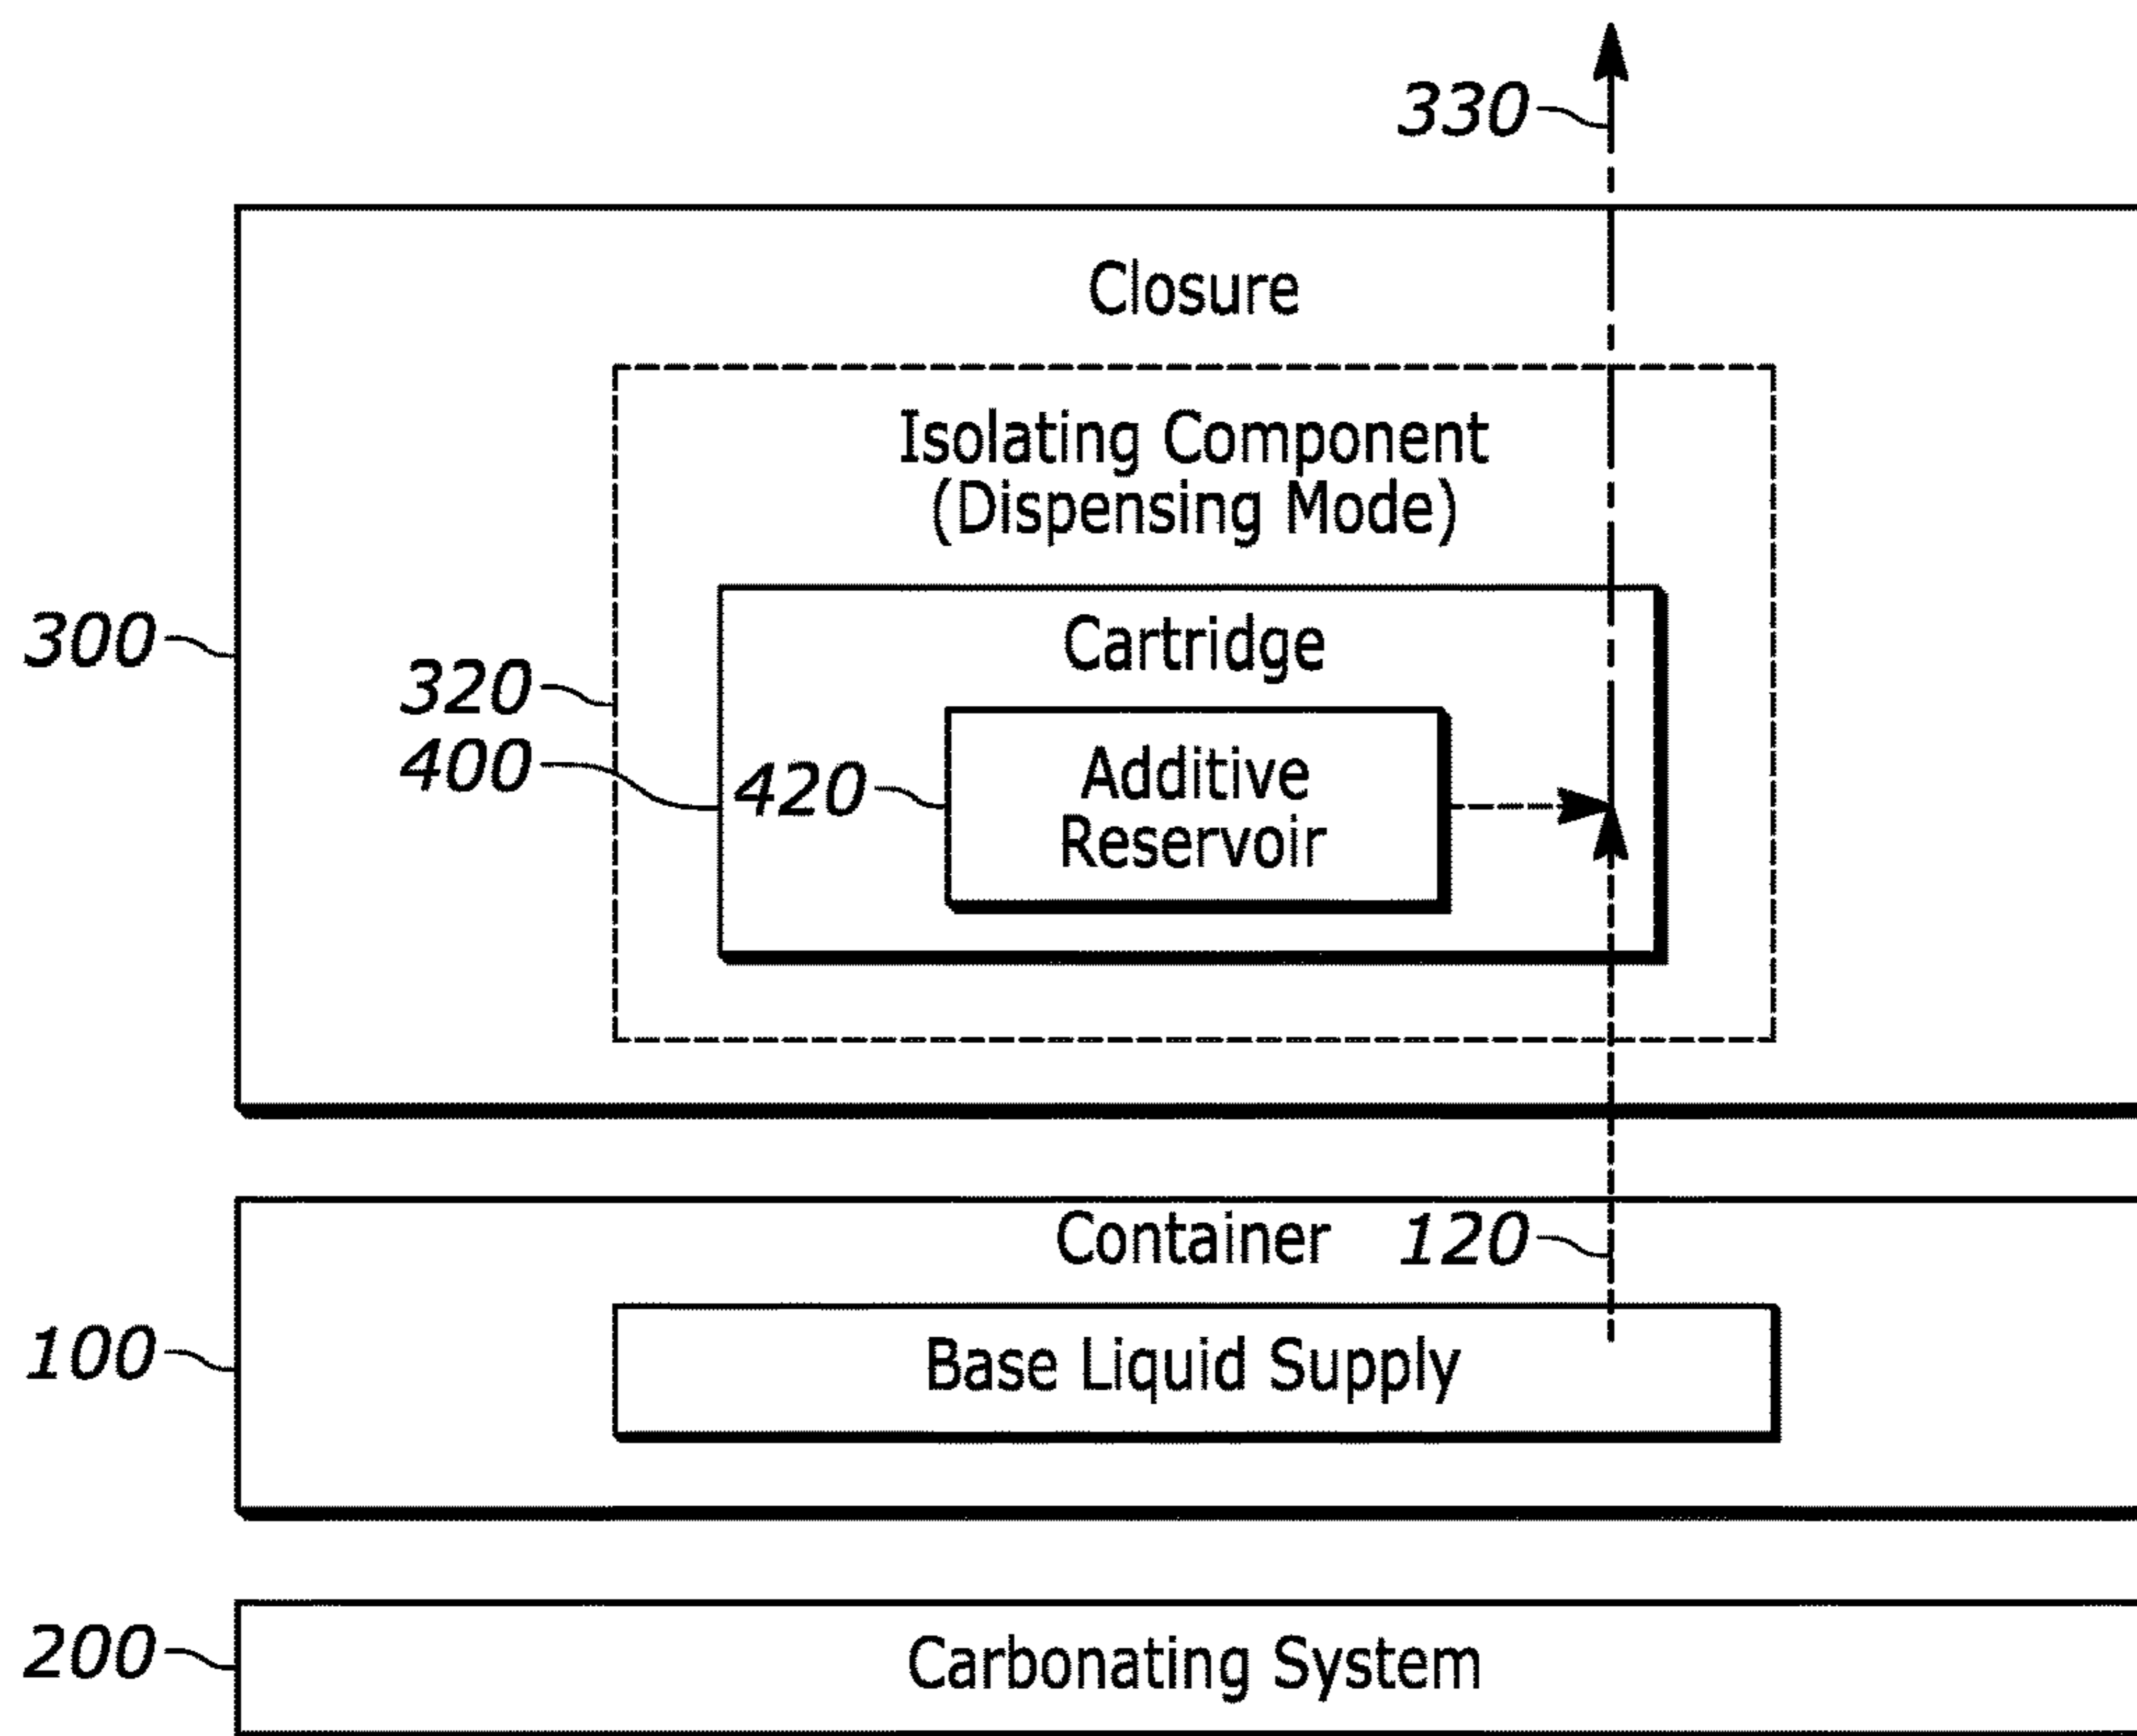 330
Closure
Isolating Component
(Dispensing Mode)
300
Cartridge
320
400
420
Additive
Reservoir
Container
120
100
Base Liquid Supply
200
Carbonating System